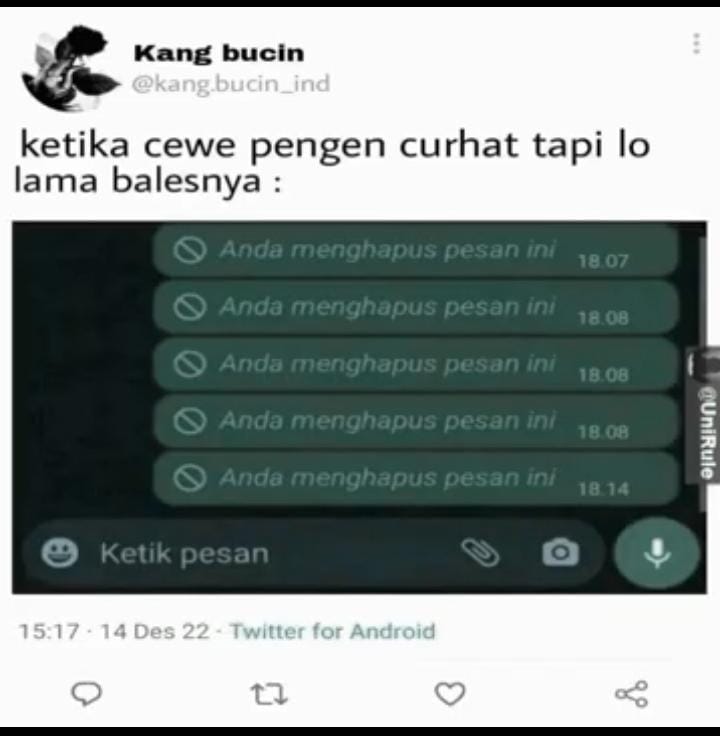 Kang bucin
@kang.bucin_ind
ketika cewe pengen curhat tapi lo
lama balesnya :
Anda menghapus pesan ini 18.07
Anda menghapus pesan ini 18.08
Anda menghapus pesan ini 18.08
Anda menghapus pesan ini 18.08
Anda menghapus pesan ini 18.14
@UniRule
Ketik pesan
15:17 · 14 Des 22 · Twitter for Android